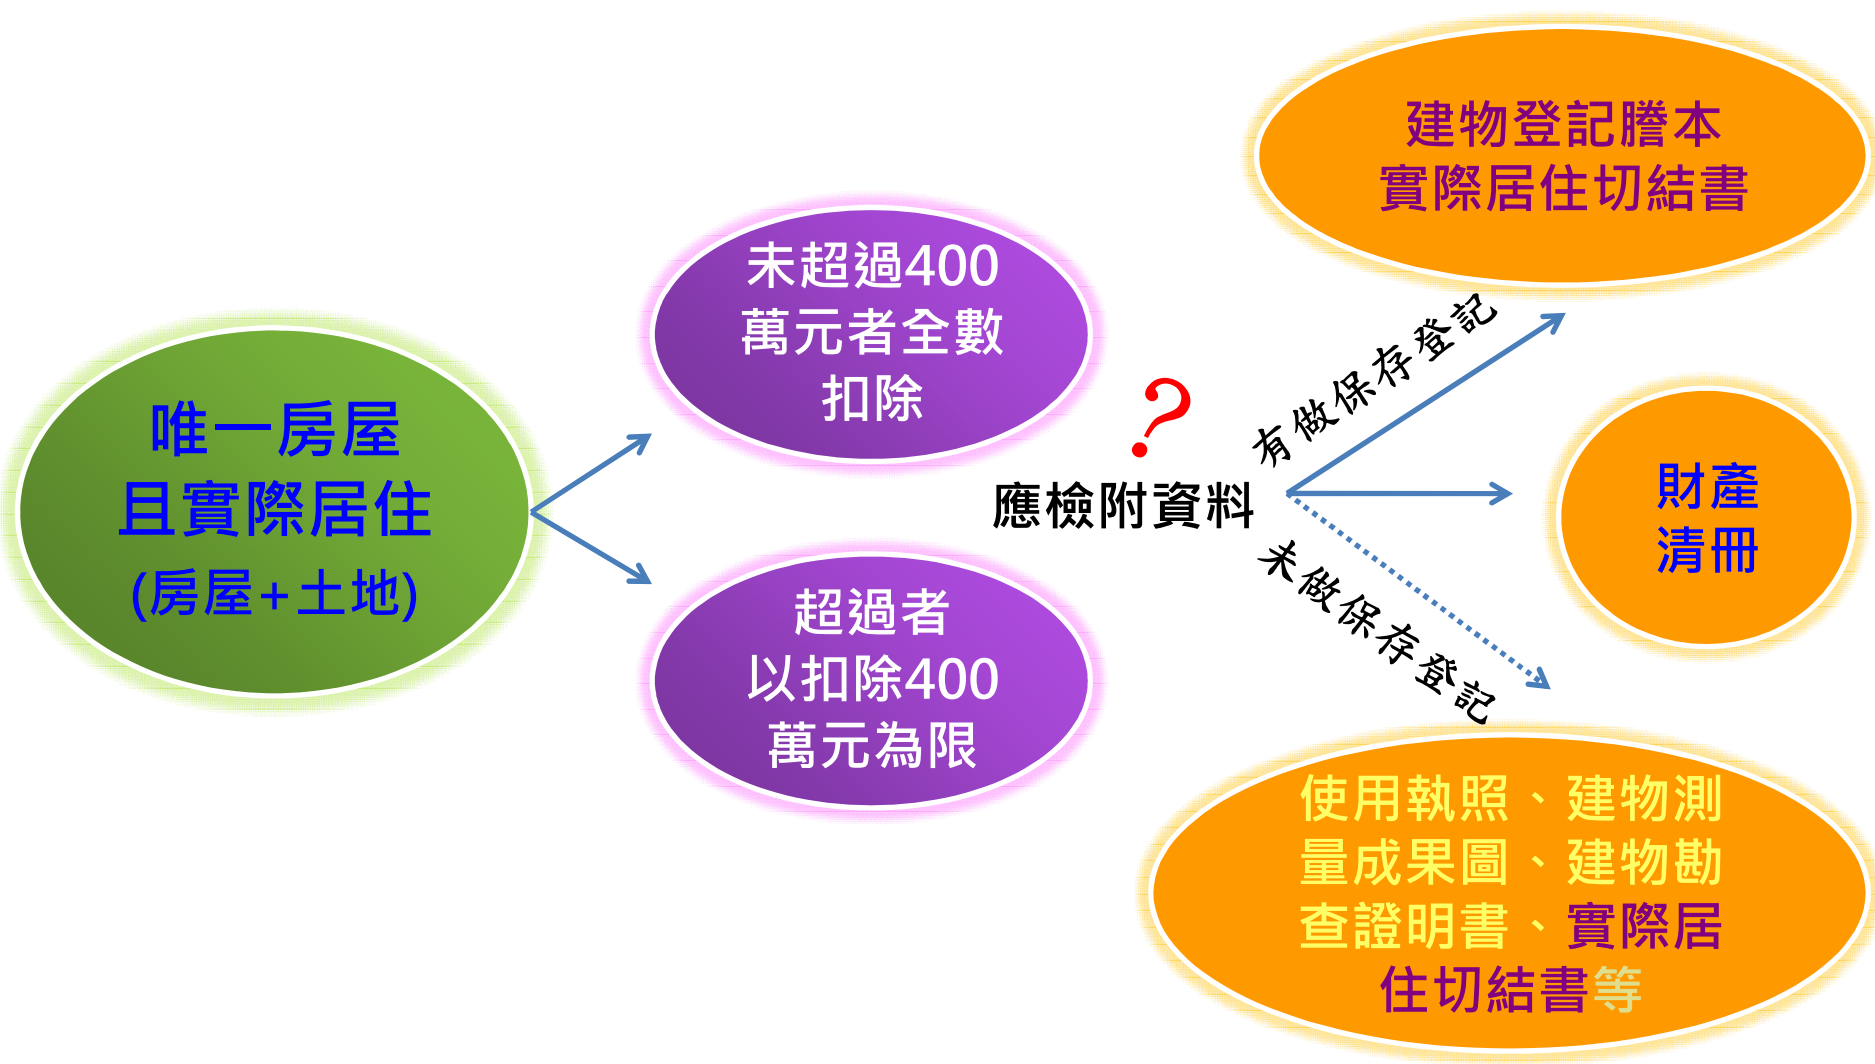 唯一房屋
且實際居住
(房屋+土地)
未超過400
萬元者全數
扣除
超過者
以扣除400
萬元為限
?
應檢附資料
有做保存登記
未做保存登記
建物登記謄本
實際居住切結書
財產
清冊
使用執照、建物測
量成果圖、建物勘
查證明書、實際居
住切結書等